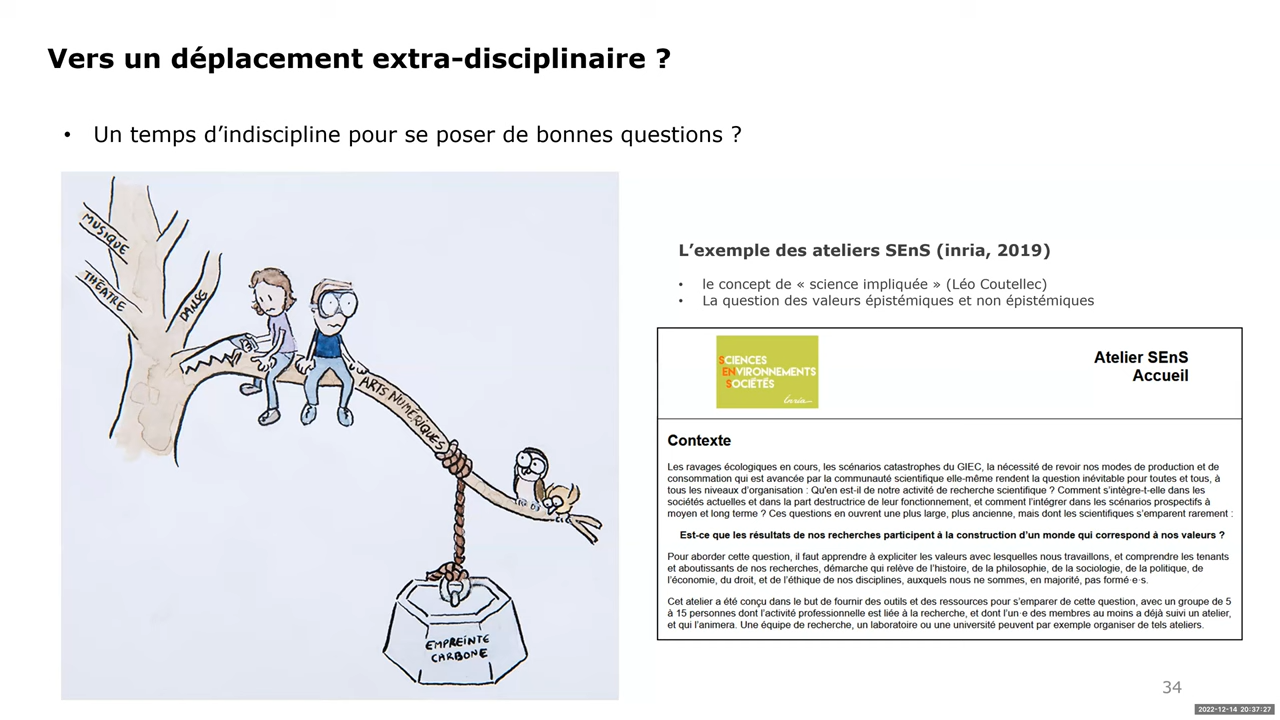 Vers un déplacement extra-disciplinaire ?
• Un temps d’indiscipline pour se poser de bonnes questions ?
MUSIQUE
THÉATRE
DANSE
ARTS NUMÉRIQUES
EMPREINTE
CARBONE
L’exemple des ateliers SEnS (inria, 2019)
• le concept de « science impliquée » (Léo Coutellec)
• La question des valeurs épistémiques et non épistémiques
SCIENCES
ENVIRONNEMENTS
SOCIÉTÉS
Inria
Atelier SEnS
Accueil
Contexte
Les ravages écologiques en cours, les scénarios catastrophes du GIEC, la nécessité de revoir nos modes de production et de
consommation qui est avancée par la communauté scientifique elle-même rendent la question inévitable pour toutes et tous, à
tous les niveaux d’organisation : Qu'en est-il de notre activité de recherche scientifique ? Comment s’intègre-t-elle dans les
sociétés actuelles et dans la part destructrice de leur fonctionnement, et comment l’intégrer dans les scénarios prospectifs à
moyen et long terme ? Ces questions en ouvrent une plus large, plus ancienne, mais dont les scientifiques s’emparent rarement :
Est-ce que les résultats de nos recherches participent à la construction d’un monde qui correspond à nos valeurs ?
Pour aborder cette question, il faut apprendre à expliciter les valeurs avec lesquelles nous travaillons, et comprendre les tenants
et aboutissants de nos recherches, démarche qui relève de l’histoire, de la philosophie, de la sociologie, de la politique, de
l’économie, du droit, et de l’éthique de nos disciplines, auxquels nous ne sommes, en majorité, pas formé·e·s.
Cet atelier a été conçu dans le but de fournir des outils et des ressources pour s’emparer de cette question, avec un groupe de 5
à 15 personnes dont l’activité professionnelle est liée à la recherche, et dont l’un·e des membres au moins a déjà suivi un atelier,
et qui l’animera. Une équipe de recherche, un laboratoire ou une université peuvent par exemple organiser de tels ateliers.
34
2022-12-14 20:37:27